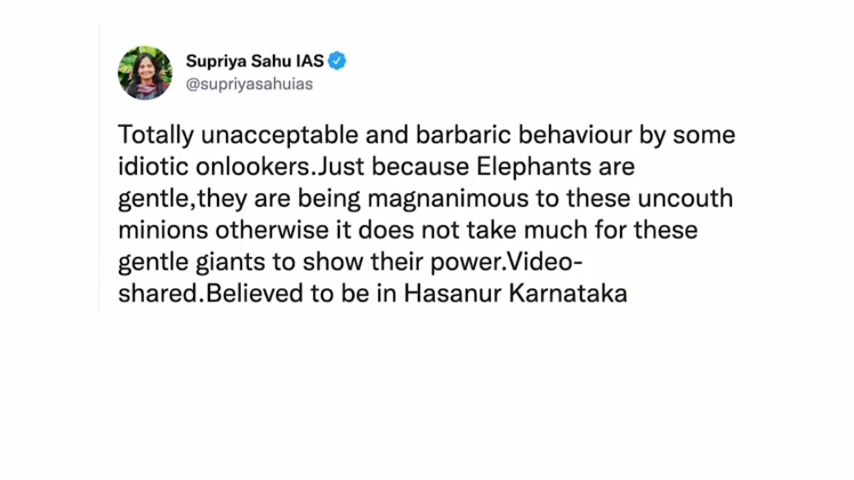 Supriya Sahu IAS
@supriyasahuias
Totally unacceptable and barbaric behaviour by some
idiotic onlookers.Just because Elephants are
gentle,they are being magnanimous to these uncouth
minions otherwise it does not take much for these
gentle giants to show their power.Video-
shared.Believed to be in Hasanur Karnataka